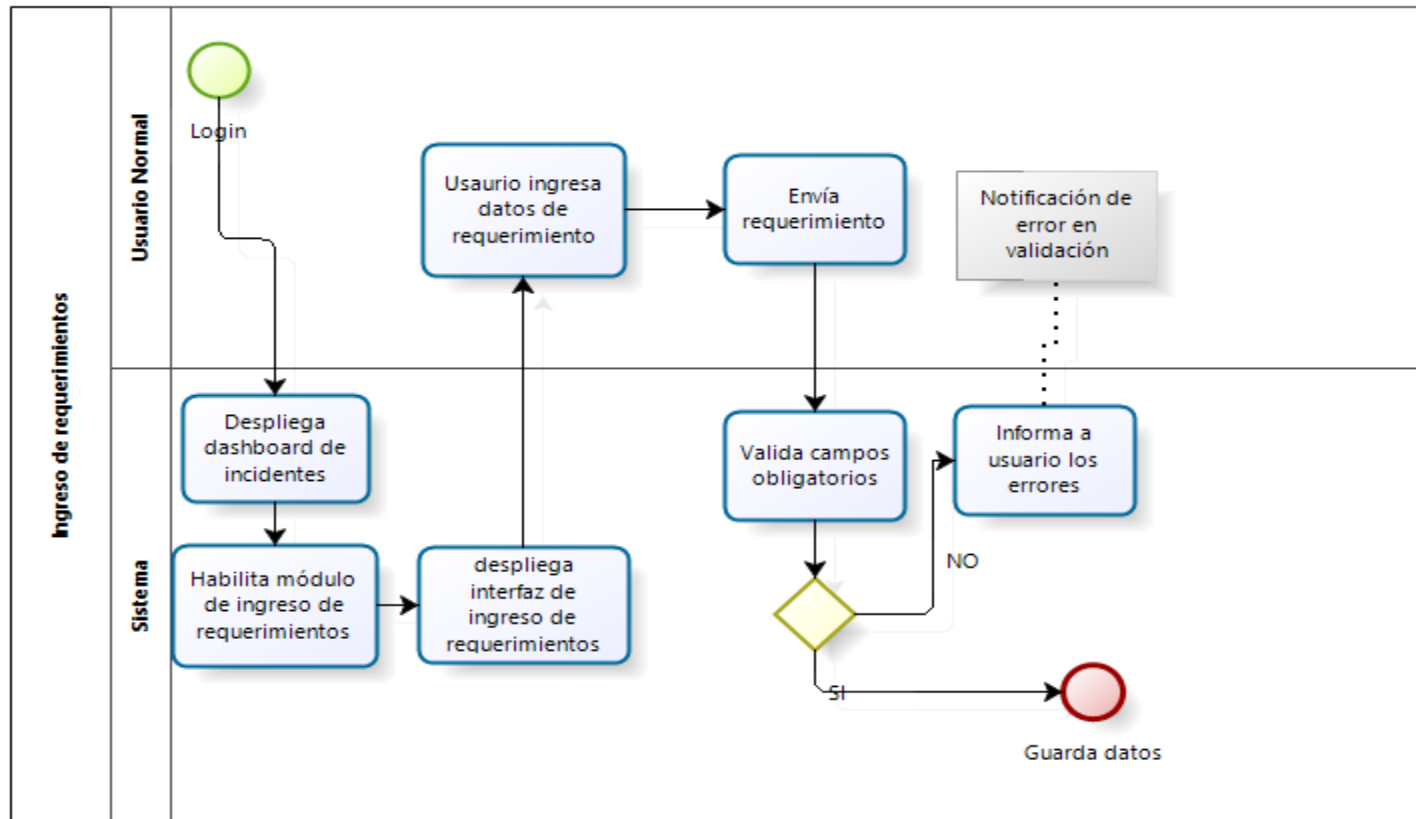 Ingreso de requerimientos
Usuario Normal
Login
Usaurio ingresa
datos de
requerimiento
Envía
requerimiento
Notificación de
error en
validación
Sistema
Despliega
dashboard de
incidentes
Habilita módulo
de ingreso de
requerimientos
despliega
interfaz de
ingreso de
requerimientos
Valida campos
obligatorios
Informa a
usuario los
errores
NO
SI
Guarda datos